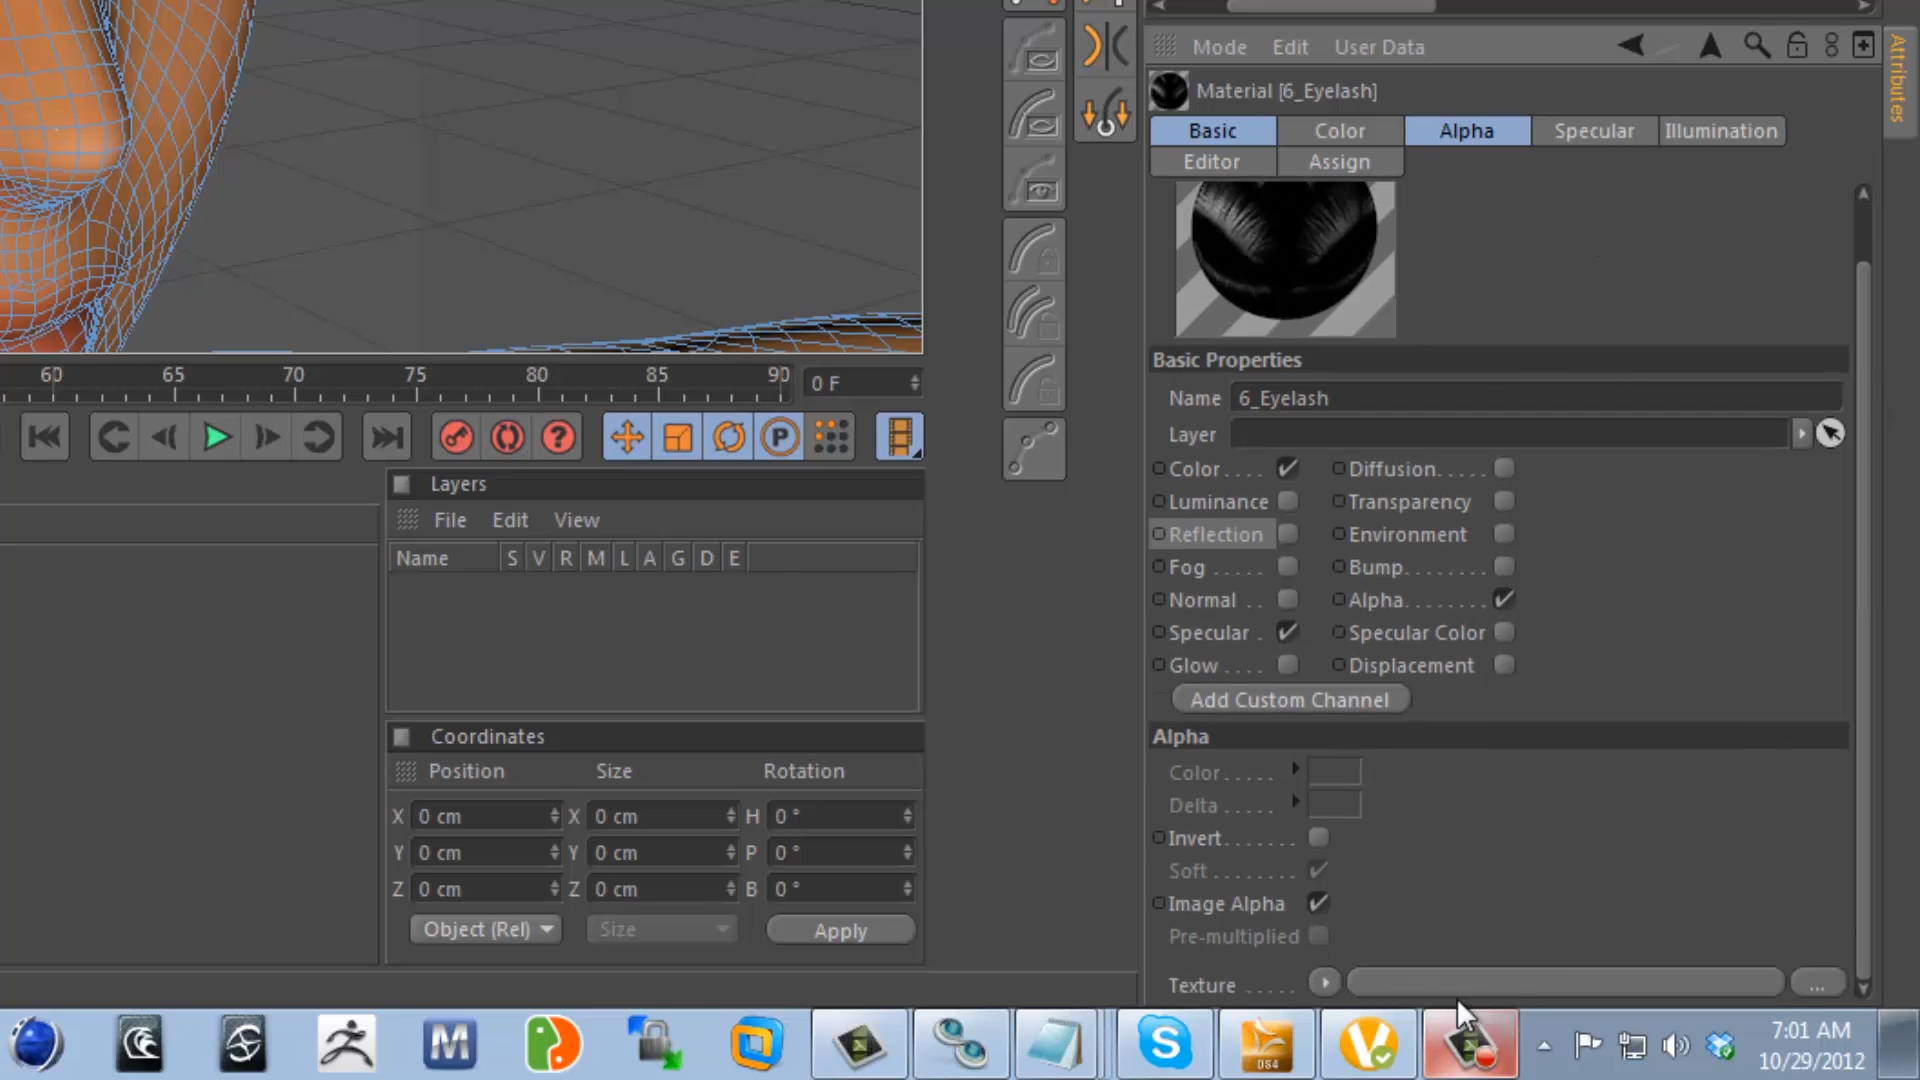 Mode Edit User Data
Attributes
Material [6_Eyelash]
Basic Color Alpha Specular Illumination
Editor Assign
Basic Properties
Name 6_Eyelash
Layer
Color . . . . Diffusion. . . . .
Luminance Transparency
Reflection Environment
Fog . . . . . Bump. . . . . . . .
Normal . . Alpha. . . . . . . .
Specular . Specular Color
Glow . . . . Displacement
Add Custom Channel
Alpha
Color . . . . .
Delta . . . . .
Invert. . . . . . .
Soft . . . . . . . .
Image Alpha
Pre-multiplied
Texture . . . . . ...
60 65 70 75 80 85 90 0 F
P
Layers
File Edit View
Name S V R M L A G D E
Coordinates
Position Size Rotation
X 0 cm X 0 cm H 0 °
Y 0 cm Y 0 cm P 0 °
Z 0 cm Z 0 cm B 0 °
Object (Rel) Size Apply
M
S
DS4
7:01 AM
10/29/2012